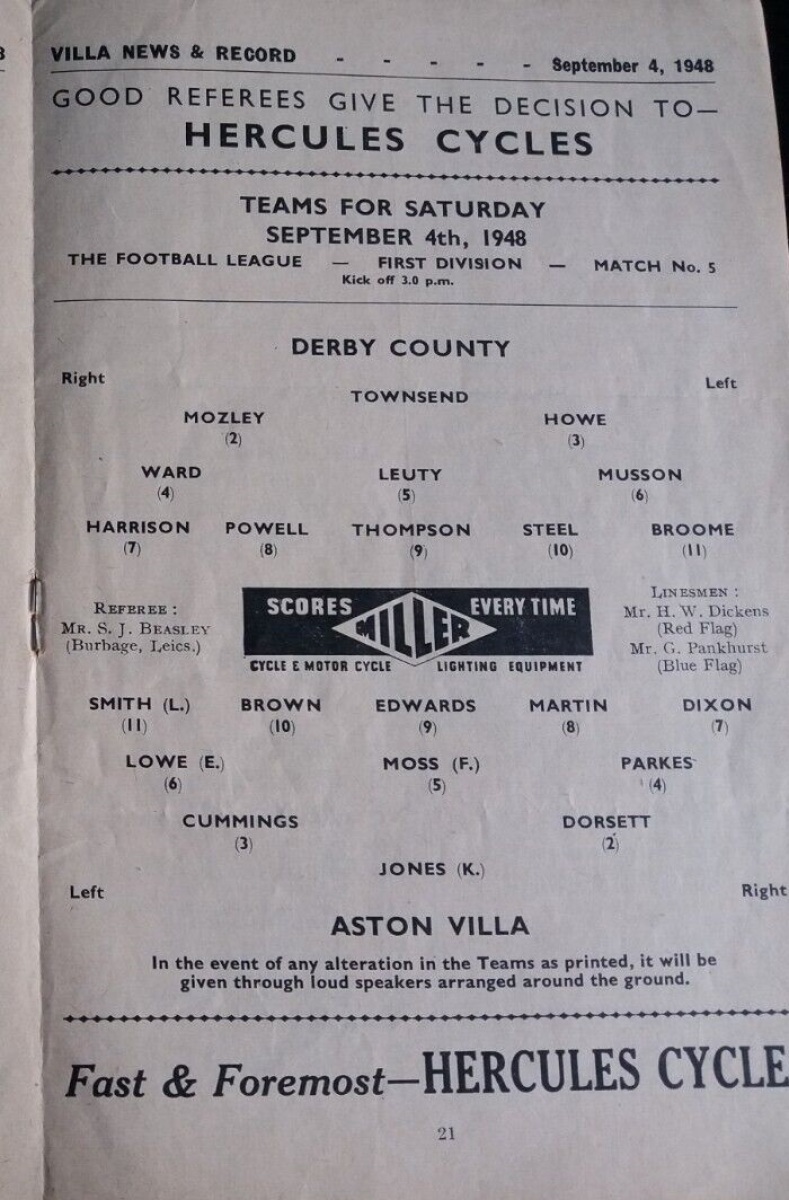 3
VILLA NEWS & RECORD - - - - - September 4, 1948
GOOD REFEREES GIVE THE DECISION TO—
HERCULES CYCLES
TEAMS FOR SATURDAY
SEPTEMBER 4th, 1948
THE FOOTBALL LEAGUE — FIRST DIVISION — MATCH No. 5
Kick off 3.0 p.m.
DERBY COUNTY
Right Left
TOWNSEND
MOZLEY HOWE
(2) (3)
WARD LEUTY MUSSON
(4) (5) (6)
HARRISON POWELL THOMPSON STEEL BROOME
(7) (8) (9) (10) (11)
REFEREE :
MR. S. J. BEASLEY
(Burbage, Leics.)
SCORES MILLER EVERY TIME
CYCLE & MOTOR CYCLE LIGHTING EQUIPMENT
LINESMEN :
Mr. H. W. Dickens
(Red Flag)
Mr. G. Pankhurst
(Blue Flag)
SMITH (L.) BROWN EDWARDS MARTIN DIXON
(11) (10) (9) (8) (7)
LOWE (E.) MOSS (F.) PARKES
(6) (5) (4)
CUMMINGS DORSETT
(3) (2)
JONES (K.)
Left Right
ASTON VILLA
In the event of any alteration in the Teams as printed, it will be
given through loud speakers arranged around the ground.
Fast & Foremost—HERCULES CYCLE
21